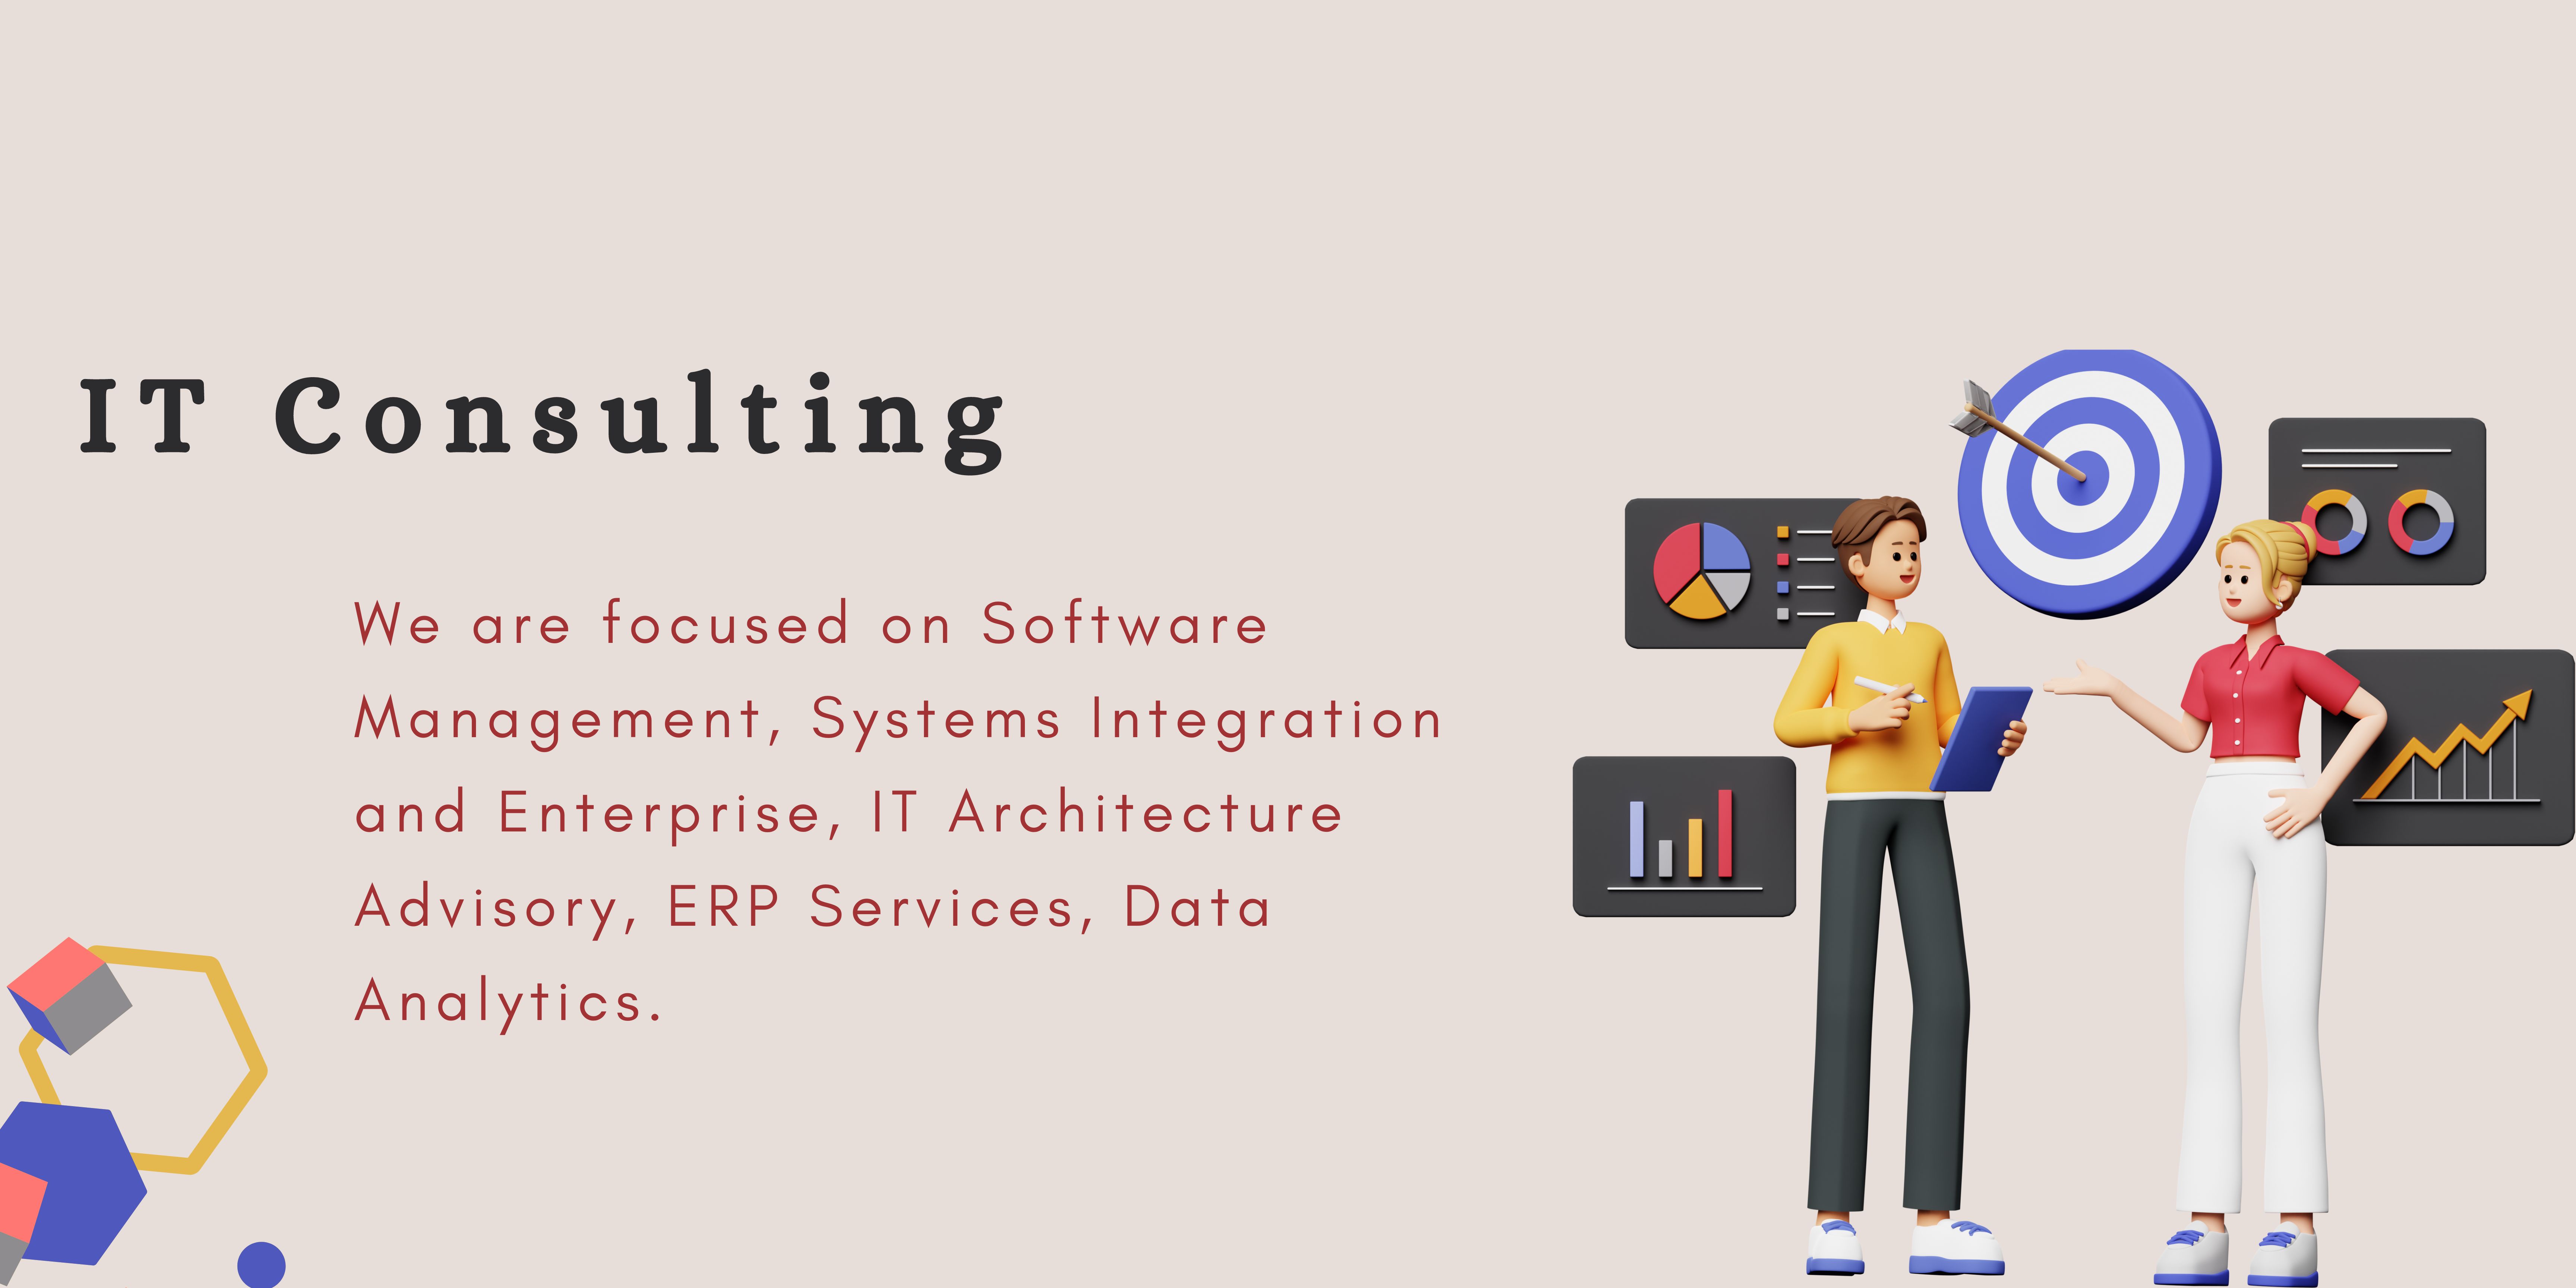 IT Consulting
We are focused on Software
Management, Systems Integration
and Enterprise, IT Architecture
Advisory, ERP Services, Data
Analytics.